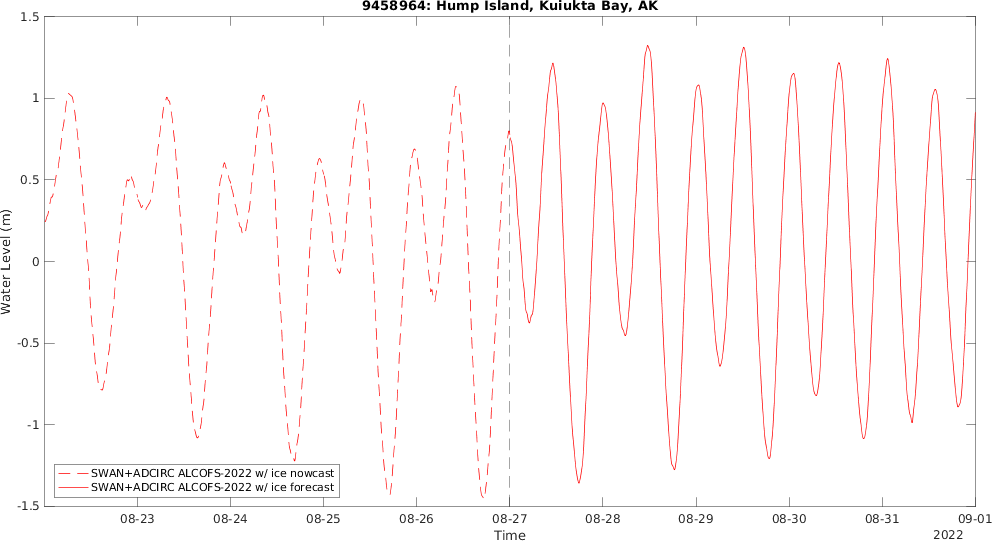 9458964: Hump Island, Kuiukta Bay, AK
1.5
1
0.5
0
-0.5
-1
-1.5
Water Level (m)
SWAN+ADCIRC ALCOFS-2022 w/ ice nowcast
SWAN+ADCIRC ALCOFS-2022 w/ ice forecast
08-23 08-24 08-25 08-26 08-27 08-28 08-29 08-30 08-31 09-01
Time
2022